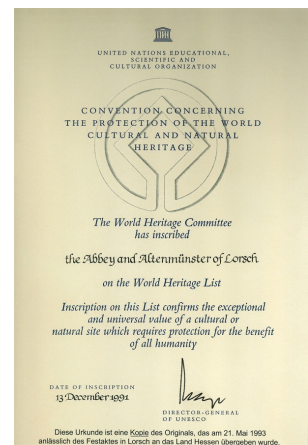 UNITED NATIONS EDUCATIONAL,
SCIENTIFIC AND
CULTURAL ORGANIZATION
CONVENTION CONCERNING
THE PROTECTION OF THE WORLD
CULTURAL AND NATURAL
HERITAGE
The World Heritage Committee
has inscribed
the Abbey and Altenmünster of Lorsch
on the World Heritage List
Inscription on this List confirms the exceptional
and universal value of a cultural or
natural site which requires protection for the benefit
of all humanity
DATE OF INSCRIPTION
13 December 1991
DIRECTOR-GENERAL
OF UNESCO
Diese Urkunde ist eine Kopie des Originals, das am 21. Mai 1993
anlässlich des Festaktes in Lorsch an das Land Hessen übergeben wurde.